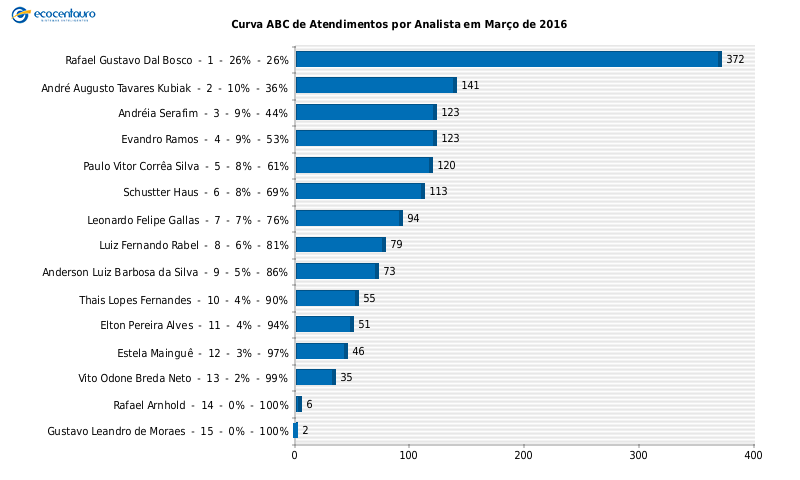 ecocentauro
Curva ABC de Atendimentos por Analista em Março de 2016
Rafael Gustavo Dal Bosco - 1 - 26% - 26% 372
André Augusto Tavares Kubiak - 2 - 10% - 36% 141
Andréia Serafim - 3 - 9% - 44% 123
Evandro Ramos - 4 - 9% - 53% 123
Paulo Vitor Corrêa Silva - 5 - 8% - 61% 120
Schustter Haus - 6 - 8% - 69% 113
Leonardo Felipe Gallas - 7 - 7% - 76% 94
Luiz Fernando Rabel - 8 - 6% - 81% 79
Anderson Luiz Barbosa da Silva - 9 - 5% - 86% 73
Thais Lopes Fernandes - 10 - 4% - 90% 55
Elton Pereira Alves - 11 - 4% - 94% 51
Estela Mainguê - 12 - 3% - 97% 46
Vito Odone Breda Neto - 13 - 2% - 99% 35
Rafael Arnhold - 14 - 0% - 100% 6
Gustavo Leandro de Moraes - 15 - 0% - 100% 2
0 100 200 300 400